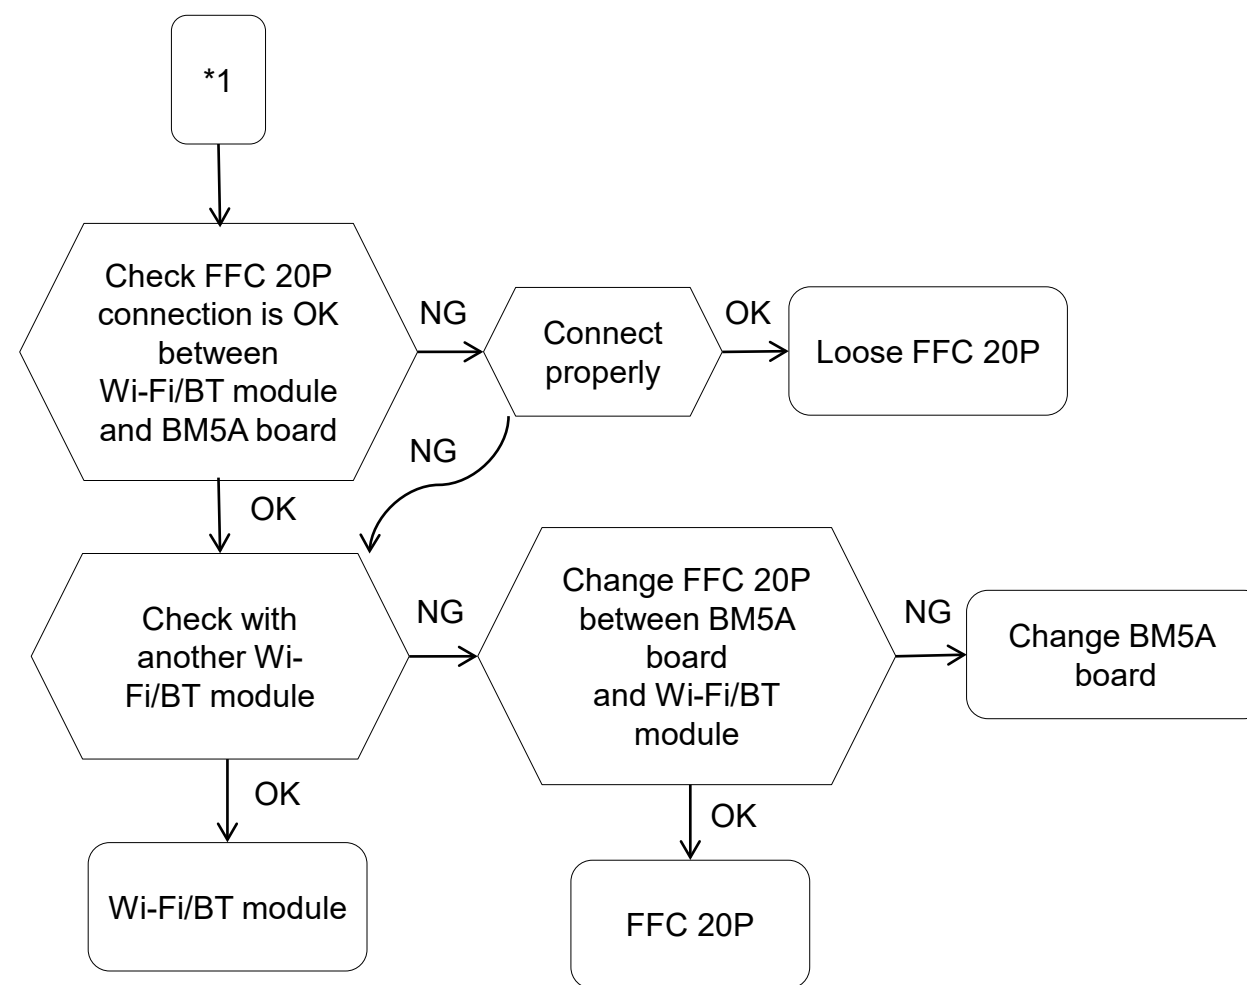 *1
Check FFC 20P
connection is OK
between
Wi-Fi/BT module
and BM5A board
NG
Connect
properly
OK
Loose FFC 20P
NG
OK
Check with
another Wi-
Fi/BT module
NG
Change FFC 20P
between BM5A
board
and Wi-Fi/BT
module
NG
Change BM5A
board
OK
Wi-Fi/BT module
OK
FFC 20P